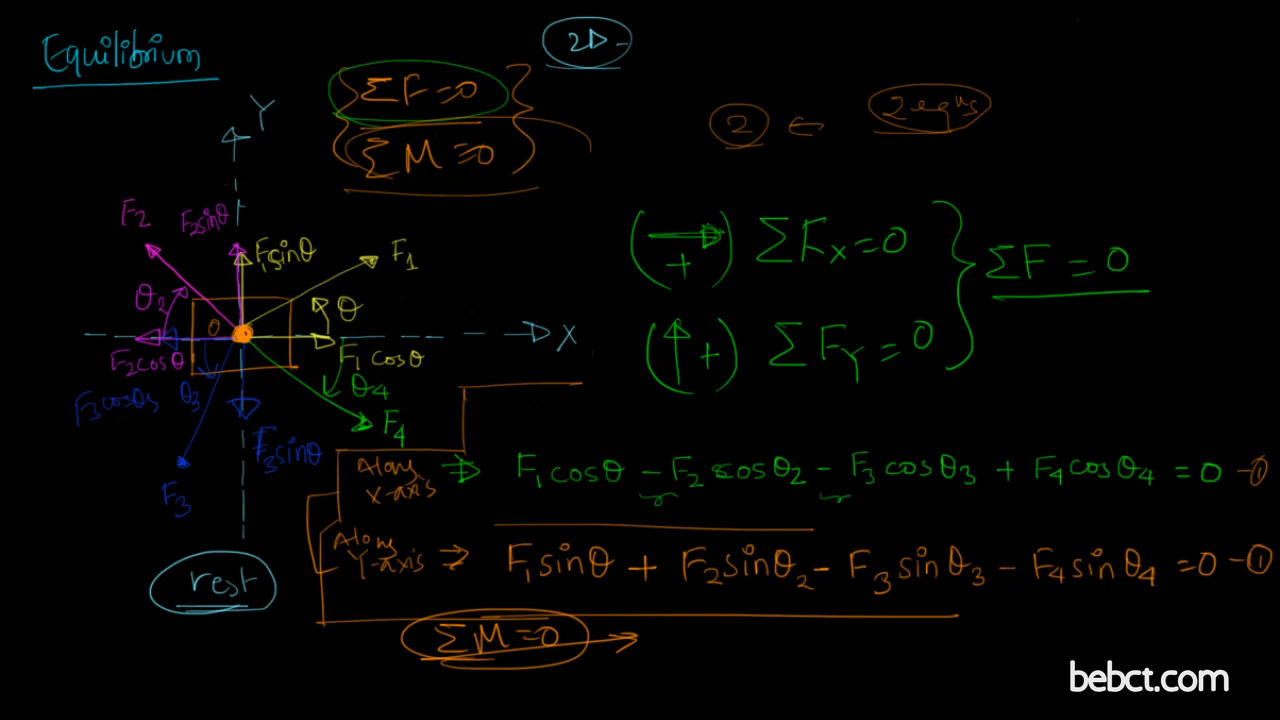 Equilibrium
2D
ΣF=0
ΣM=0
2 ← 2 eqns
Y
F2
F2sinθ
F1sinθ
F1
θ2
θ
O
X
F2cosθ
F1 cosθ
F3cosθ3
θ3
θ4
F4
F3sinθ
F3
rest
(→ +) ΣFx=0
(↑ +) ΣFY=0
ΣF=0
Along X-axis ⇒ F1cosθ - F2 cosθ2 - F3cosθ3 + F4cosθ4 = 0 -①
Along Y-axis → F1sinθ + F2sinθ2 - F3sinθ3 - F4sinθ4 = 0 -①
ΣM=0 →
bebct.com